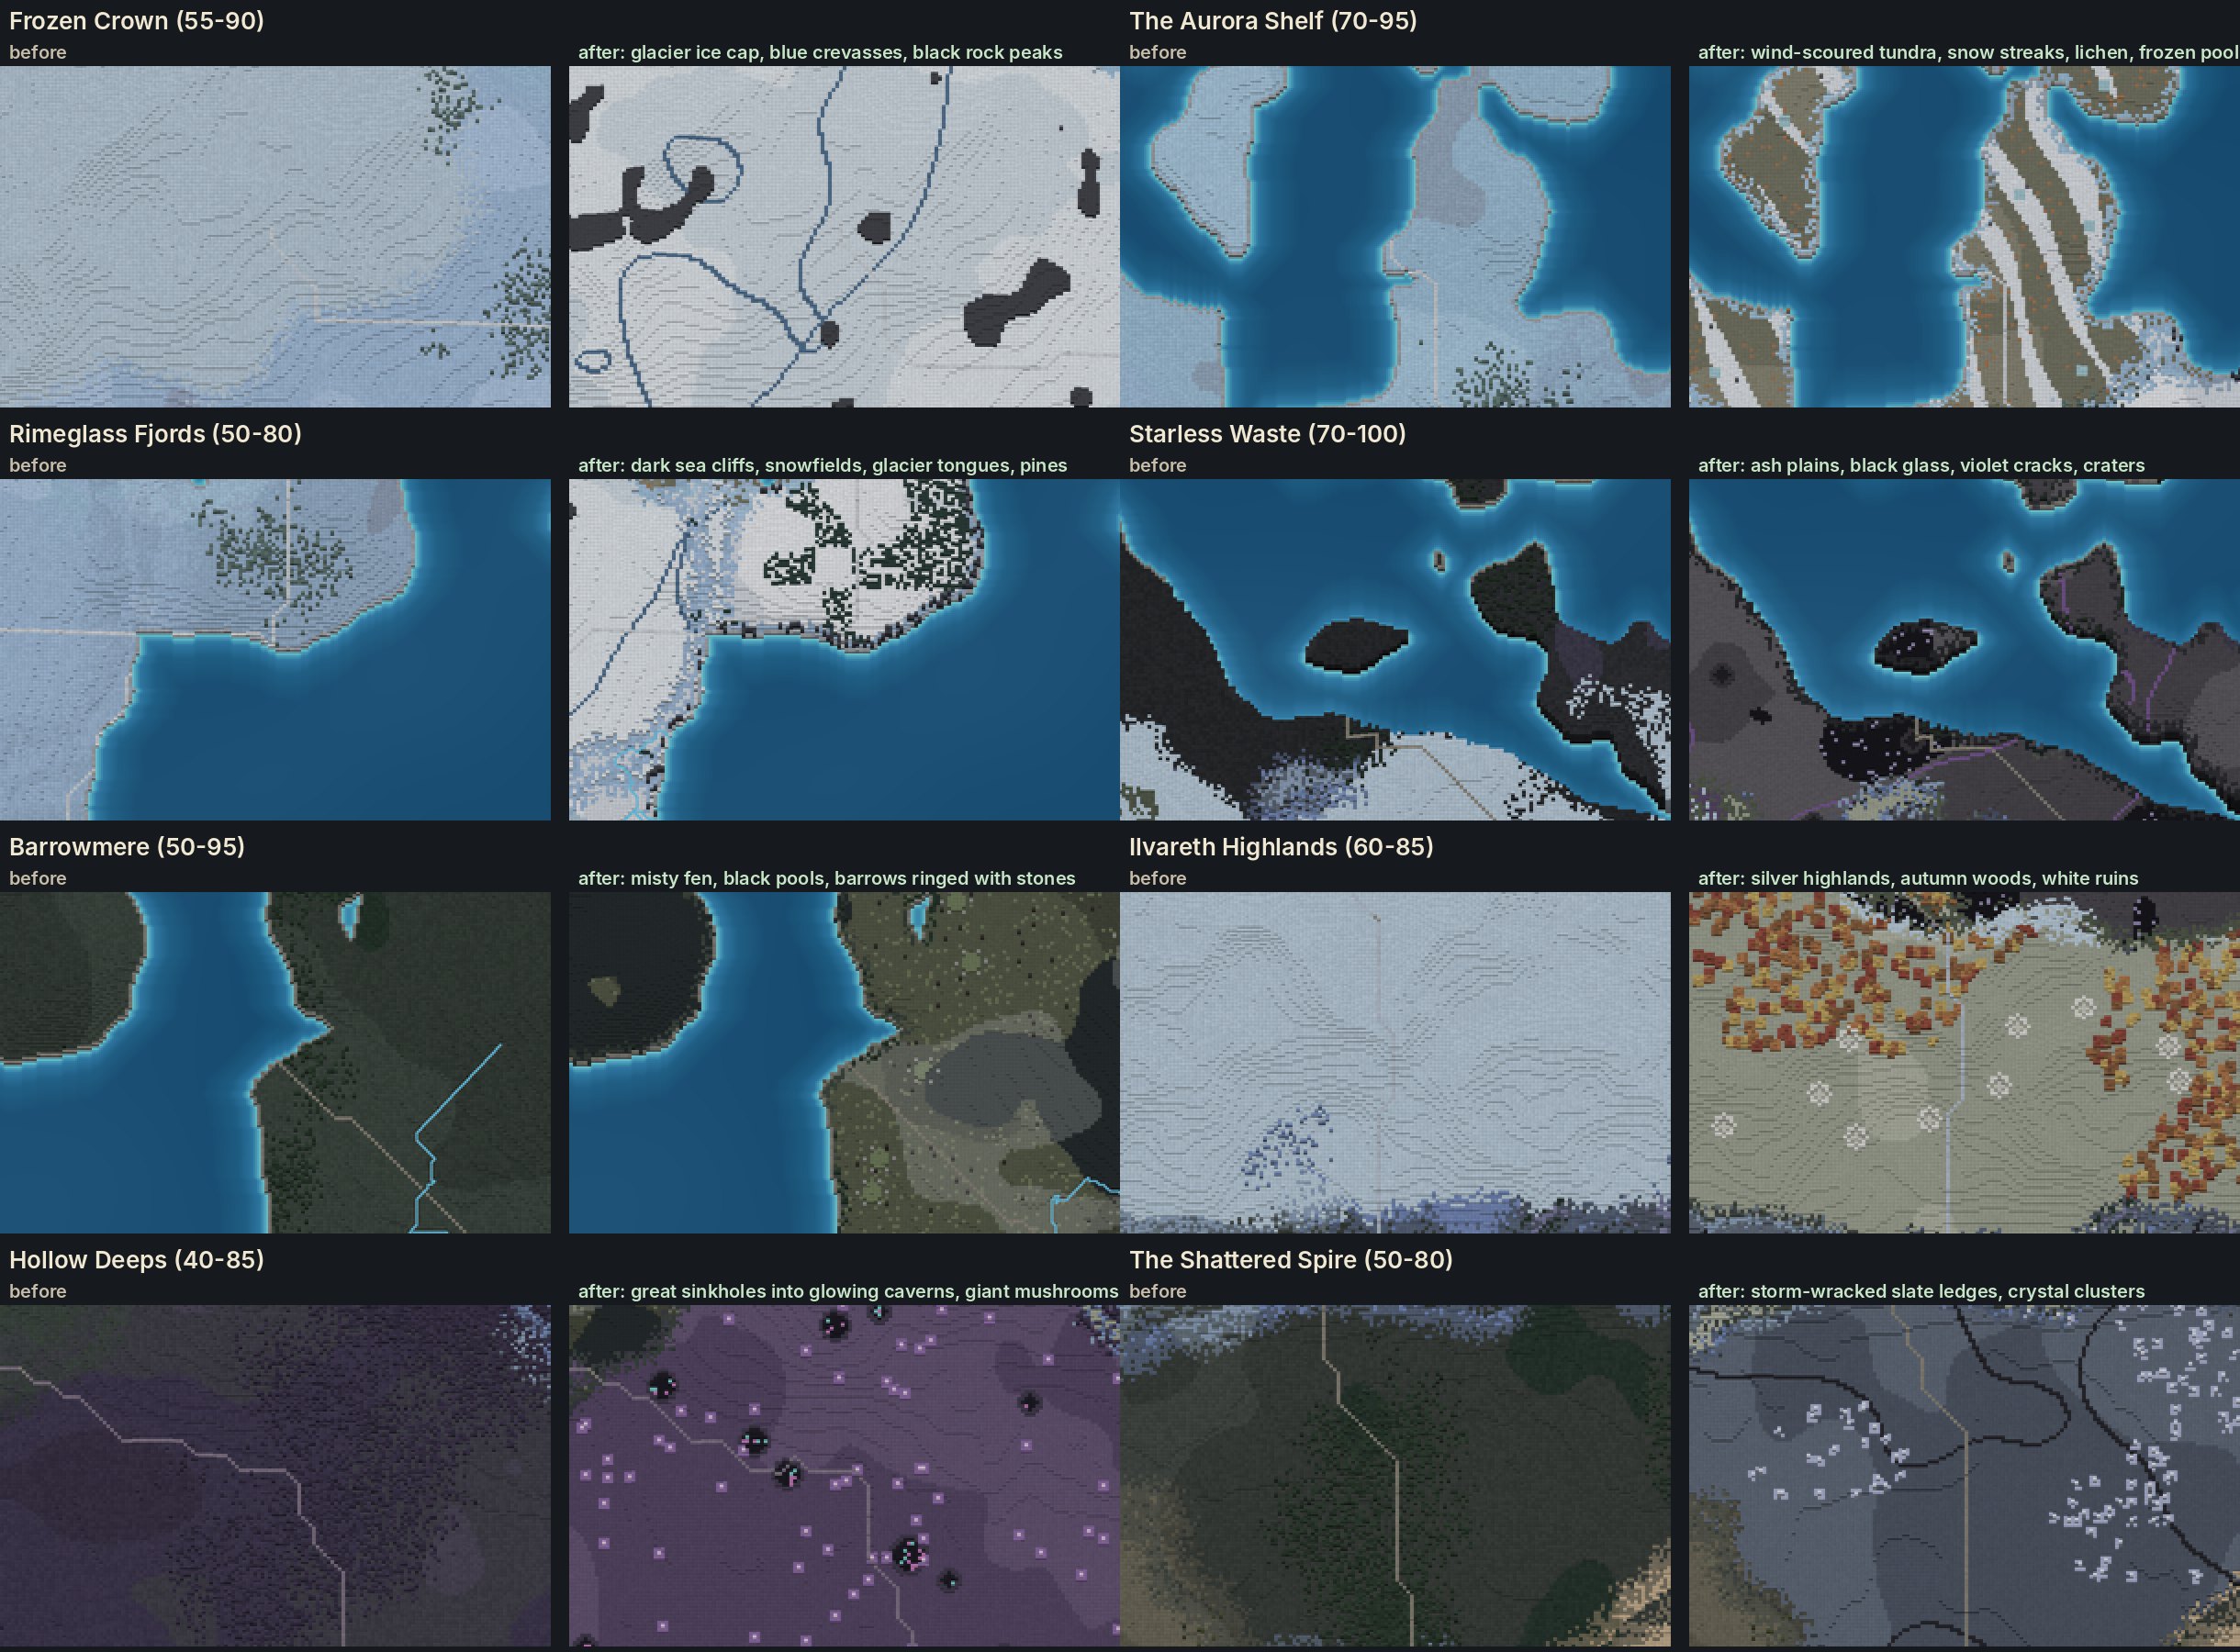 Frozen Crown (55-90)
before
after: glacier ice cap, blue crevasses, black rock peaks
The Aurora Shelf (70-95)
before
after: wind-scoured tundra, snow streaks, lichen, frozen pool
Rimeglass Fjords (50-80)
before
after: dark sea cliffs, snowfields, glacier tongues, pines
Starless Waste (70-100)
before
after: ash plains, black glass, violet cracks, craters
Barrowmere (50-95)
before
after: misty fen, black pools, barrows ringed with stones
Ilvareth Highlands (60-85)
before
after: silver highlands, autumn woods, white ruins
Hollow Deeps (40-85)
before
after: great sinkholes into glowing caverns, giant mushrooms
The Shattered Spire (50-80)
before
after: storm-wracked slate ledges, crystal clusters